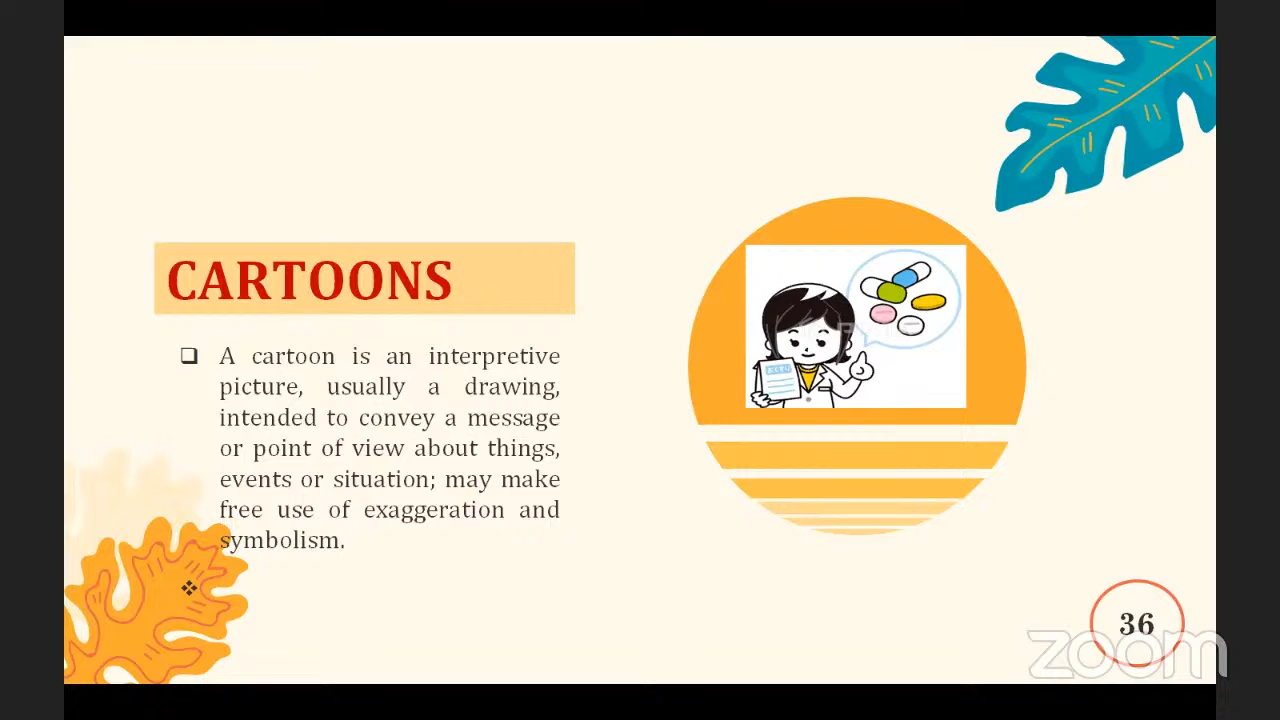 CARTOONS
❑ A cartoon is an interpretive
picture, usually a drawing,
intended to convey a message
or point of view about things,
events or situation; may make
free use of exaggeration and
symbolism.
❖
36
zoom